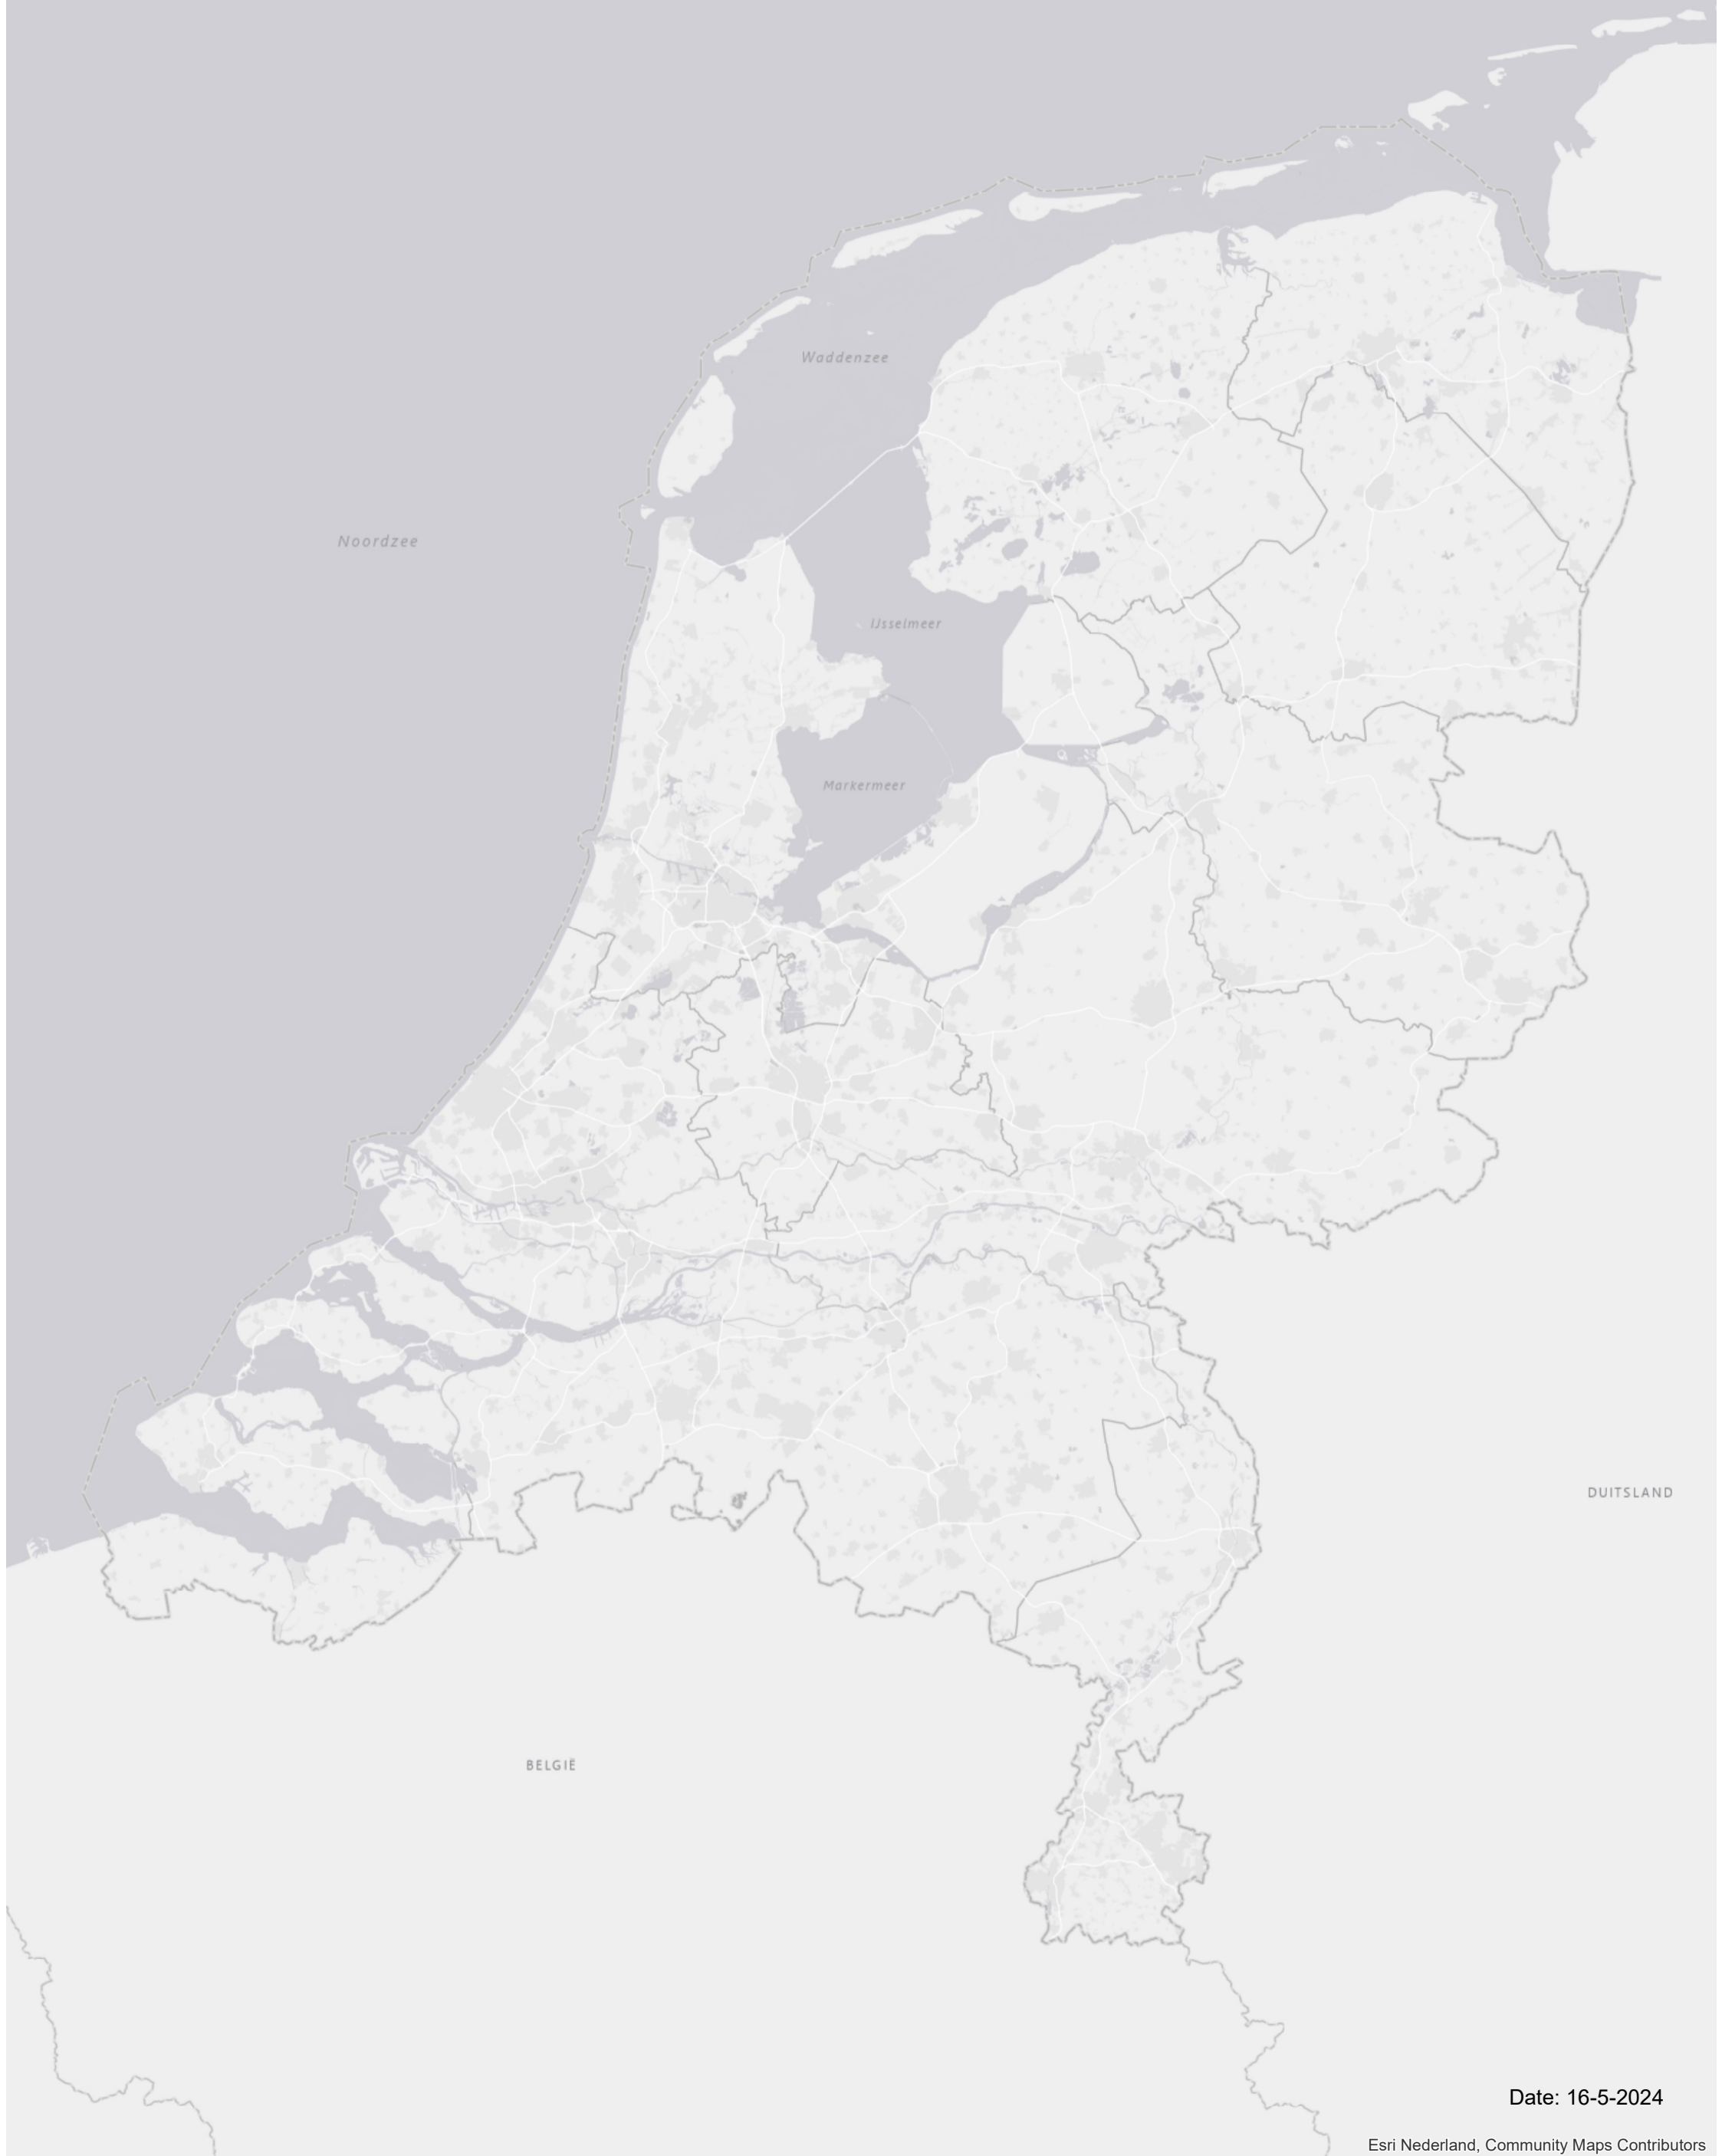 Waddenzee
Noordzee
IJsselmeer
Markermeer
DUITSLAND
BELGIË
Date: 16-5-2024
Esri Nederland, Community Maps Contributors